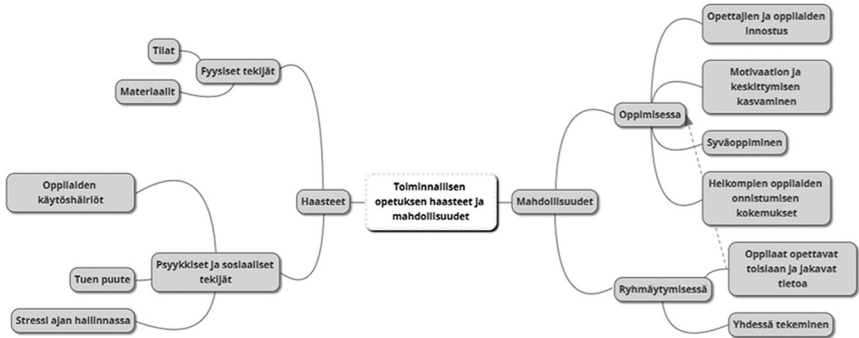 Toiminnallisen
opetuksen haasteet ja
mahdollisuudet
Haasteet
Fyysiset tekijät
Tilat
Materiaalit
Psyykkiset ja sosiaaliset
tekijät
Oppilaiden
käytöshäiriöt
Tuen puute
Stressi ajan hallinnassa
Mahdollisuudet
Oppimisessa
Opettajien ja oppilaiden
innostus
Motivaation ja
keskittymisen
kasvaminen
Syväoppiminen
Heikompien oppilaiden
onnistumisen
kokemukset
Ryhmäytymisessä
Oppilaat opettavat
toisiaan ja jakavat
tietoa
Yhdessä tekeminen